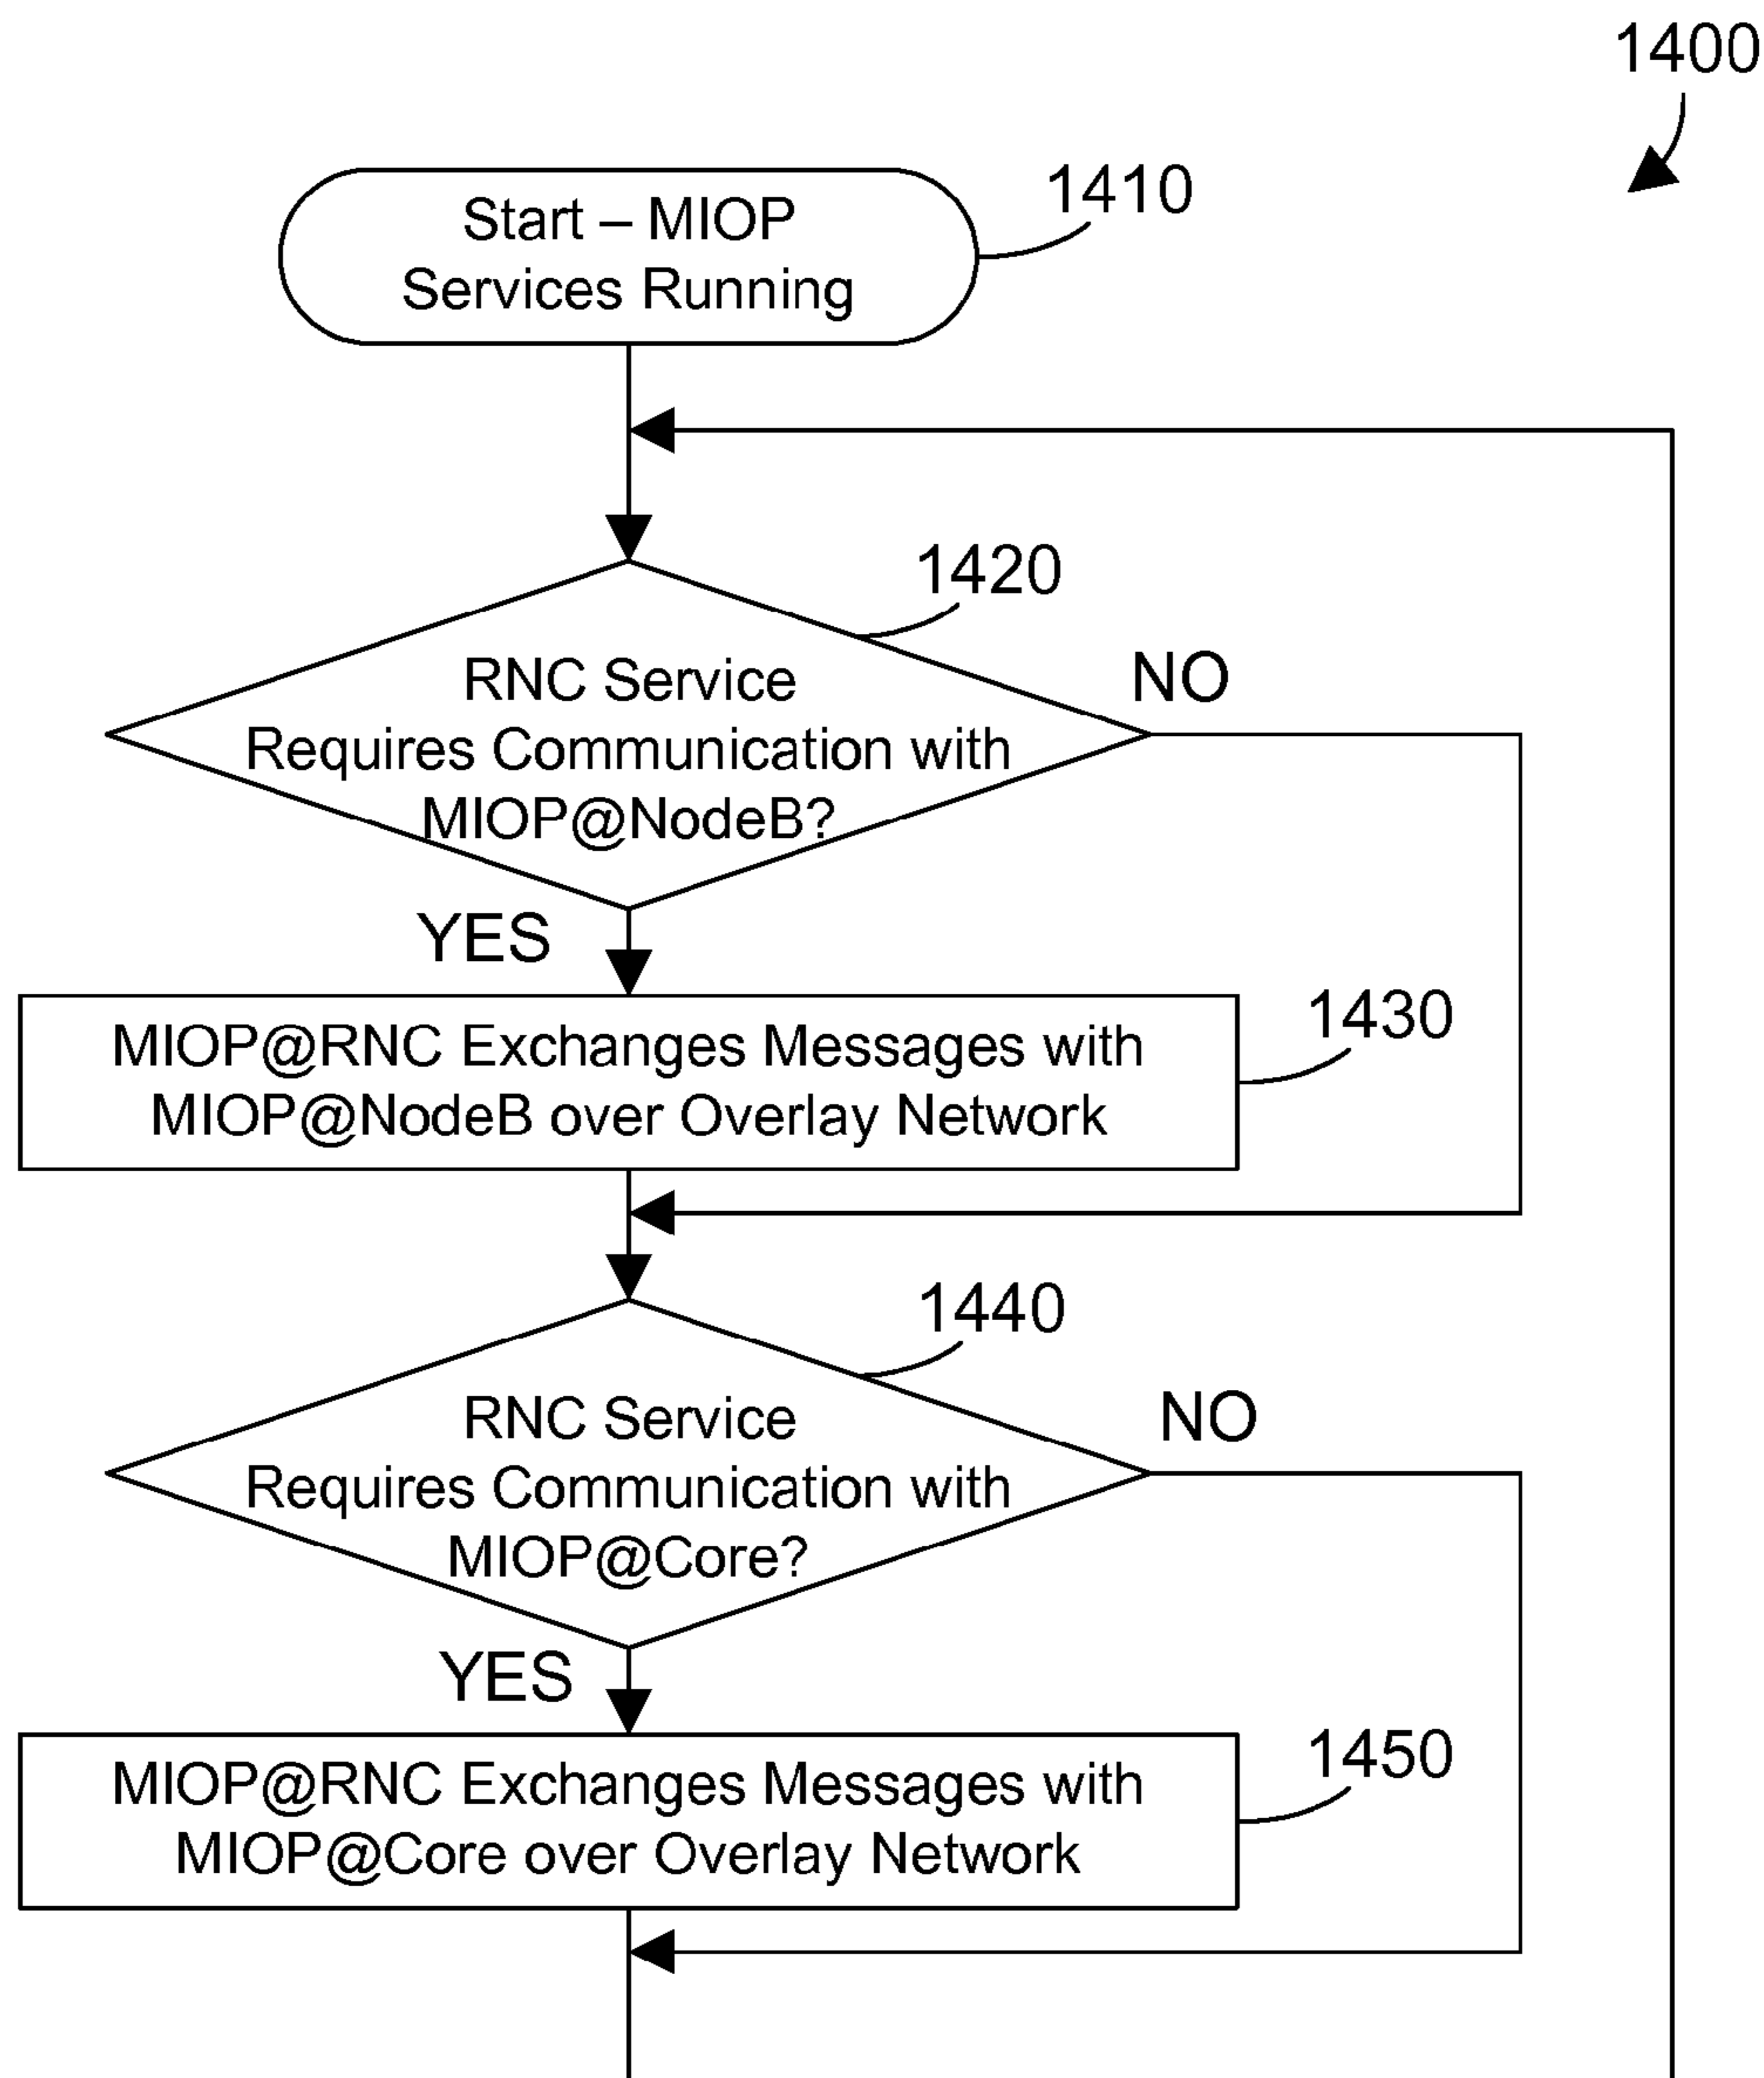 1400
1410
Start – MIOP
Services Running
1420
RNC Service
Requires Communication with
MIOP@NodeB?
NO
YES
1430
MIOP@RNC Exchanges Messages with
MIOP@NodeB over Overlay Network
1440
RNC Service
Requires Communication with
MIOP@Core?
NO
YES
1450
MIOP@RNC Exchanges Messages with
MIOP@Core over Overlay Network